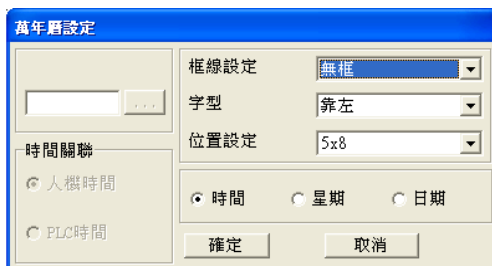 萬年曆設定
框線設定 無框
字型 靠左
位置設定 5x8
...
時間關聯
人機時間
PLC時間
時間 星期 日期
確定 取消